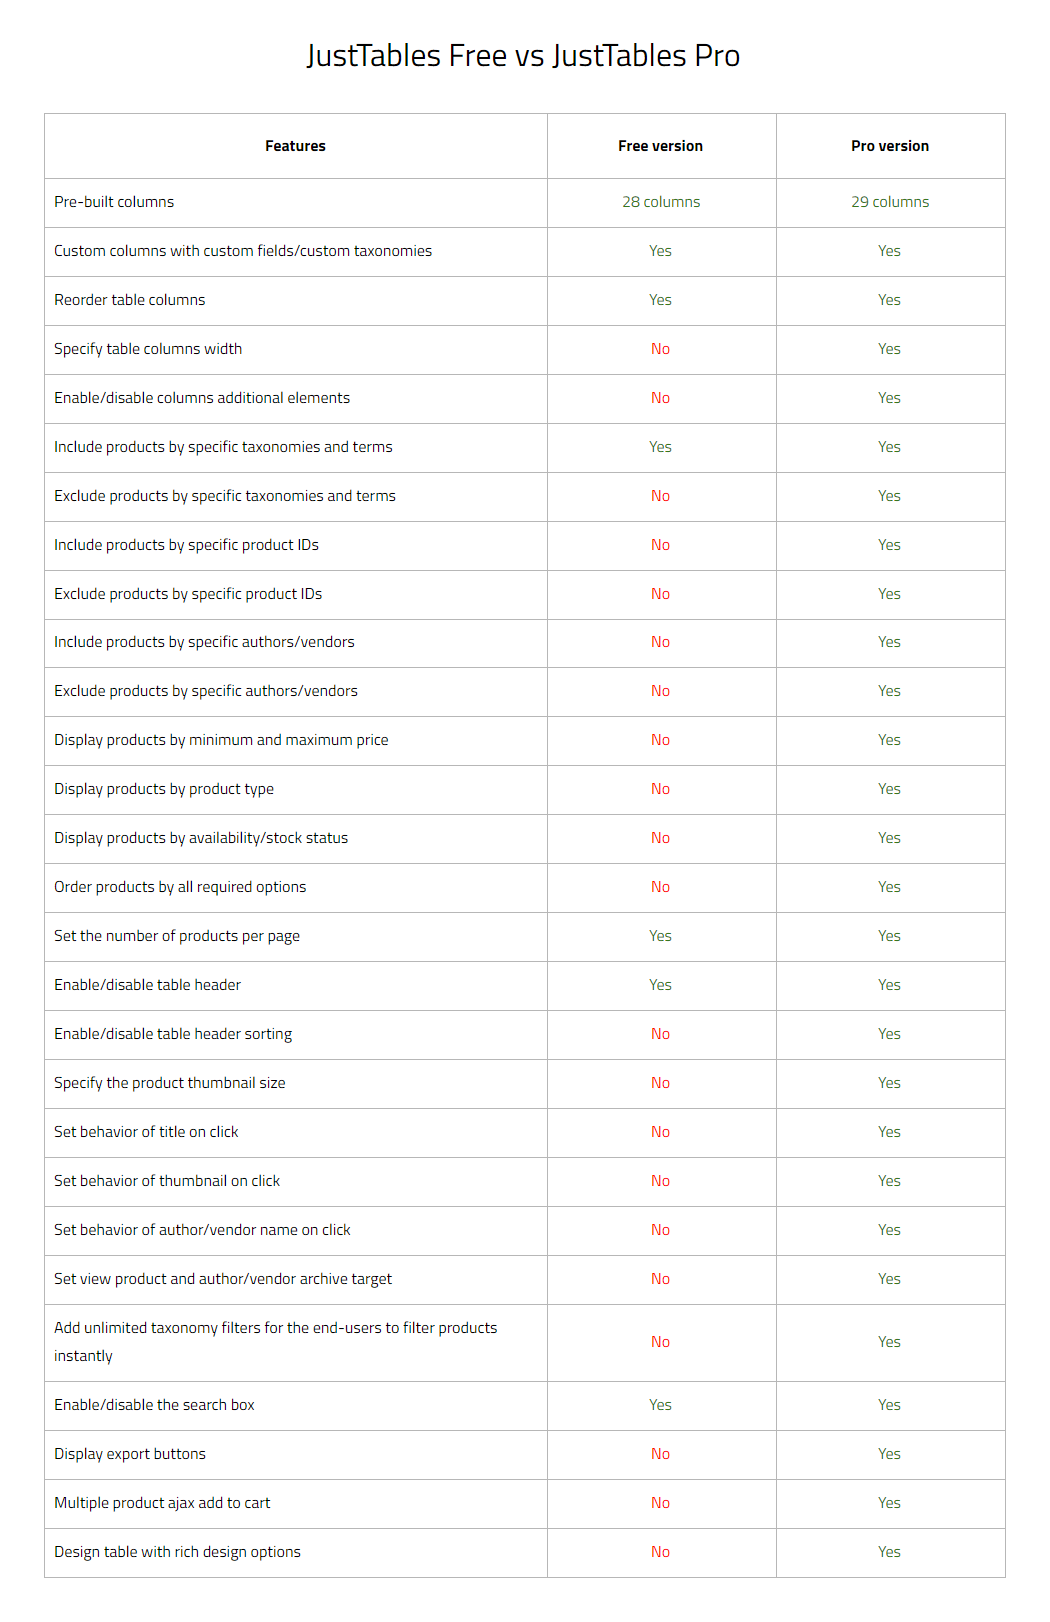 JustTables Free vs JustTables Pro
Features Free version Pro version
Pre-built columns 28 columns 29 columns
Custom columns with custom fields/custom taxonomies Yes Yes
Reorder table columns Yes Yes
Specify table columns width No Yes
Enable/disable columns additional elements No Yes
Include products by specific taxonomies and terms Yes Yes
Exclude products by specific taxonomies and terms No Yes
Include products by specific product IDs No Yes
Exclude products by specific product IDs No Yes
Include products by specific authors/vendors No Yes
Exclude products by specific authors/vendors No Yes
Display products by minimum and maximum price No Yes
Display products by product type No Yes
Display products by availability/stock status No Yes
Order products by all required options No Yes
Set the number of products per page Yes Yes
Enable/disable table header Yes Yes
Enable/disable table header sorting No Yes
Specify the product thumbnail size No Yes
Set behavior of title on click No Yes
Set behavior of thumbnail on click No Yes
Set behavior of author/vendor name on click No Yes
Set view product and author/vendor archive target No Yes
Add unlimited taxonomy filters for the end-users to filter products
instantly No Yes
Enable/disable the search box Yes Yes
Display export buttons No Yes
Multiple product ajax add to cart No Yes
Design table with rich design options No Yes